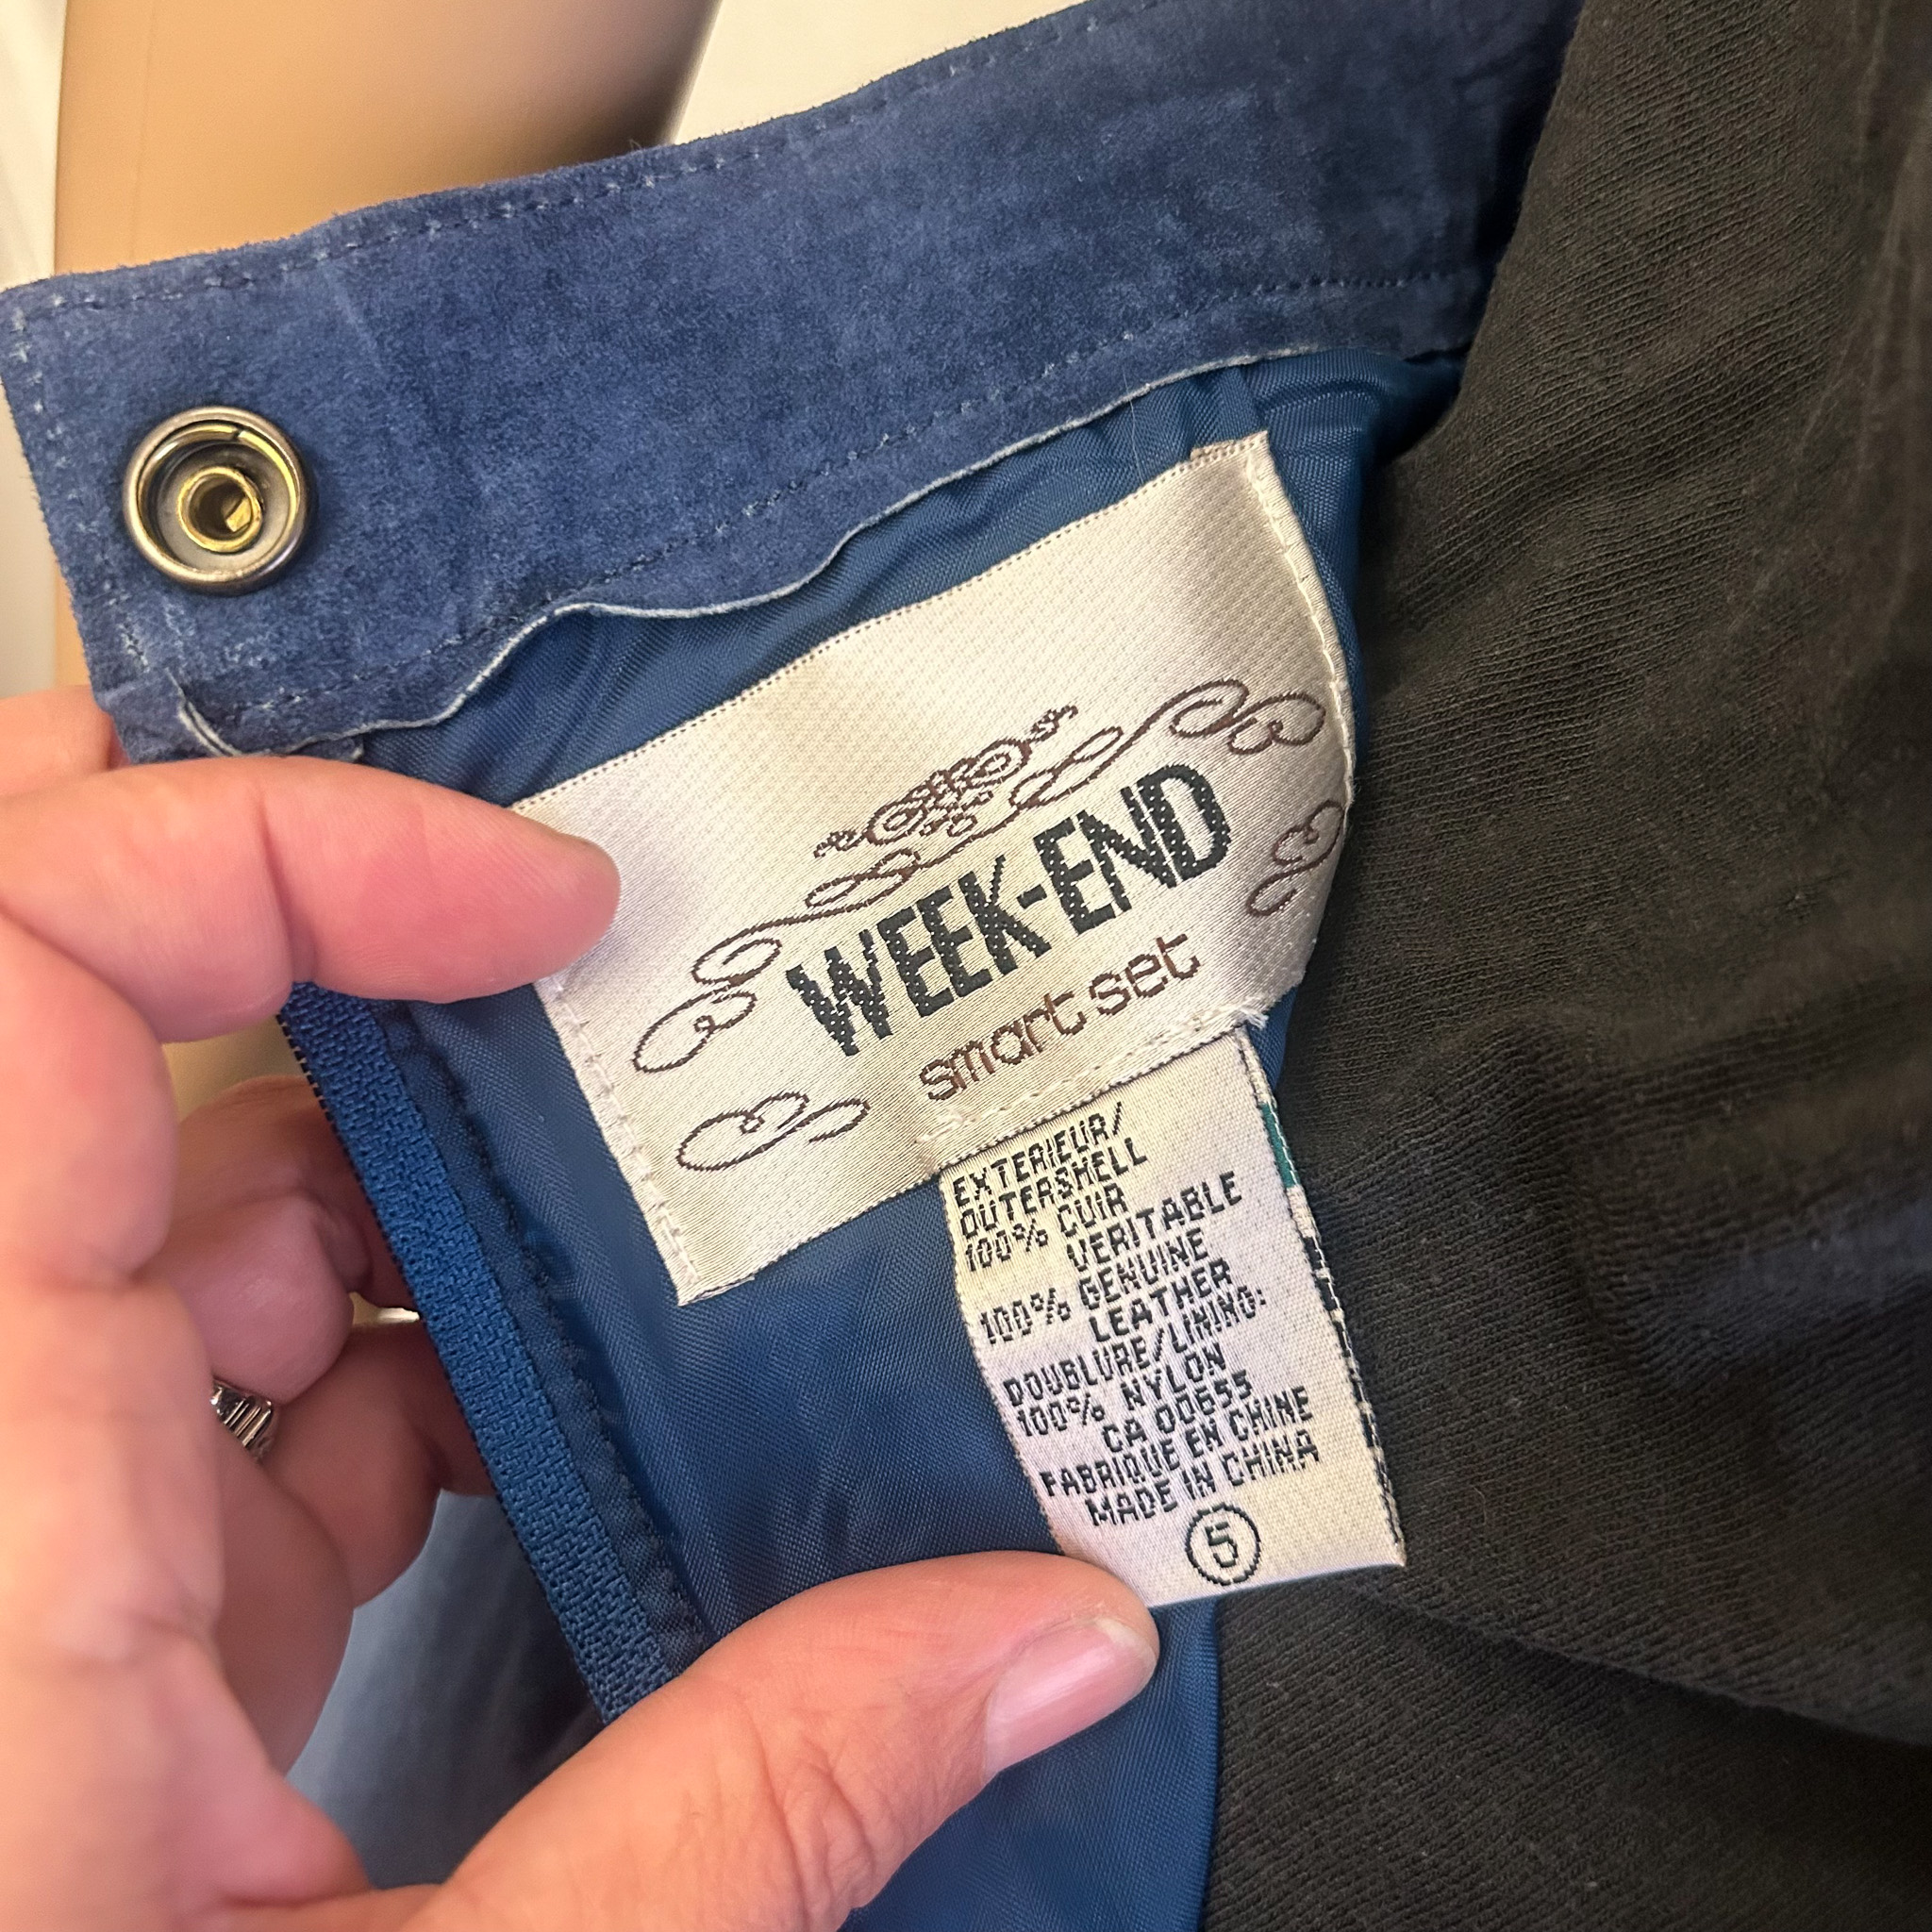 WEEK-END
smart set
EXTERIEUR/
OUTERSHELL
100% CUIR
VERITABLE
100% GENUINE
LEATHER
DOUBLURE/LINING:
100% NYLON
CA 00655
FABRIQUE EN CHINE
MADE IN CHINA
5